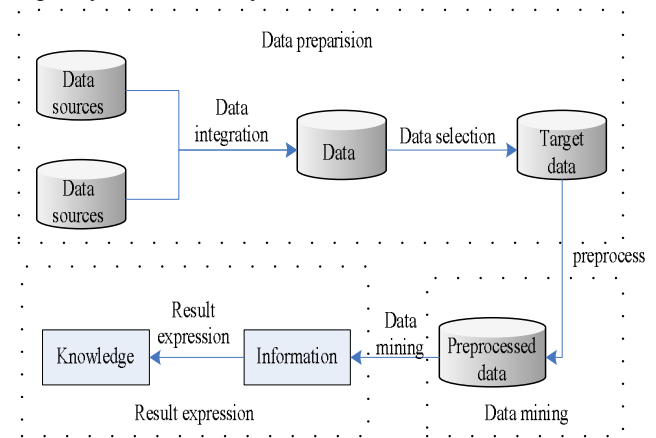 Data preparision
Data
sources
Data
integration
Data
Data selection
Target
data
Data
sources
preprocess
Result
expression
Data
mining
Knowledge
Information
Preprocessed
data
Result expression
Data mining